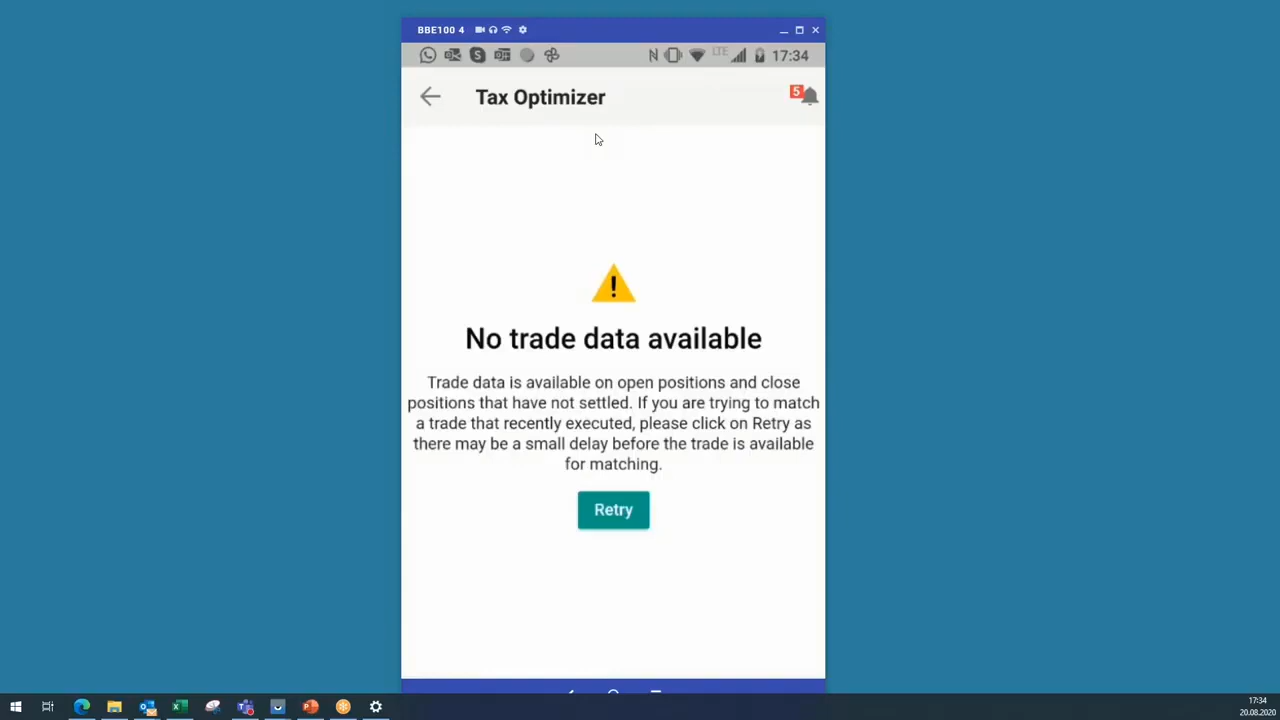 BBE100 4
LTE 17:34
Tax Optimizer
5
No trade data available
Trade data is available on open positions and close
positions that have not settled. If you are trying to match
a trade that recently executed, please click on Retry as
there may be a small delay before the trade is available
for matching.
Retry
17:34
20.08.2020